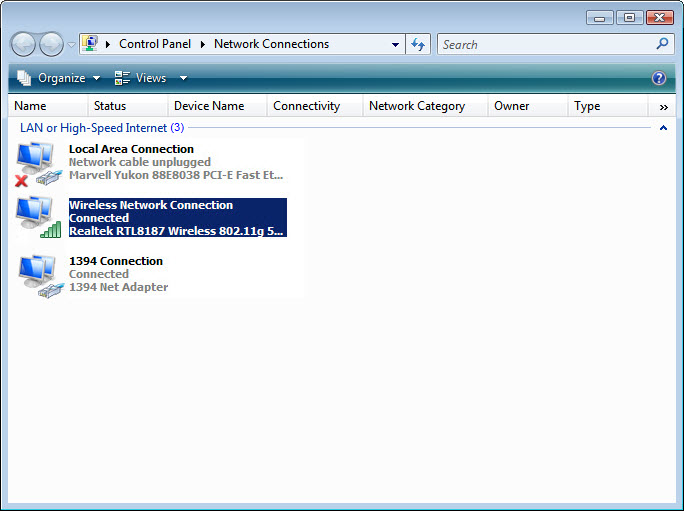 Control Panel Network Connections Search
Organize Views
Name Status Device Name Connectivity Network Category Owner Type »
LAN or High-Speed Internet (3)
Local Area Connection
Network cable unplugged
Marvell Yukon 88E8038 PCI-E Fast Et...
Wireless Network Connection
Connected
Realtek RTL8187 Wireless 802.11g 5...
1394 Connection
Connected
1394 Net Adapter